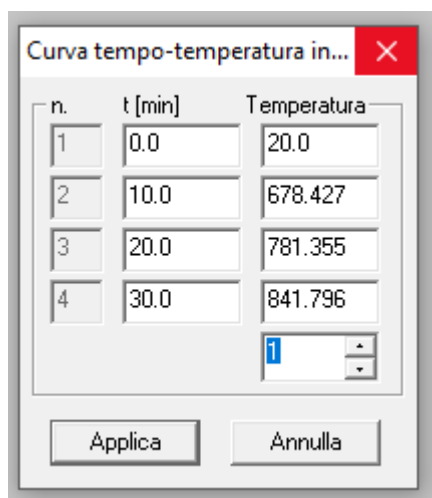 Curva tempo-temperatura in...
n. t [min] Temperatura
1 0.0 20.0
2 10.0 678.427
3 20.0 781.355
4 30.0 841.796
1
Applica Annulla